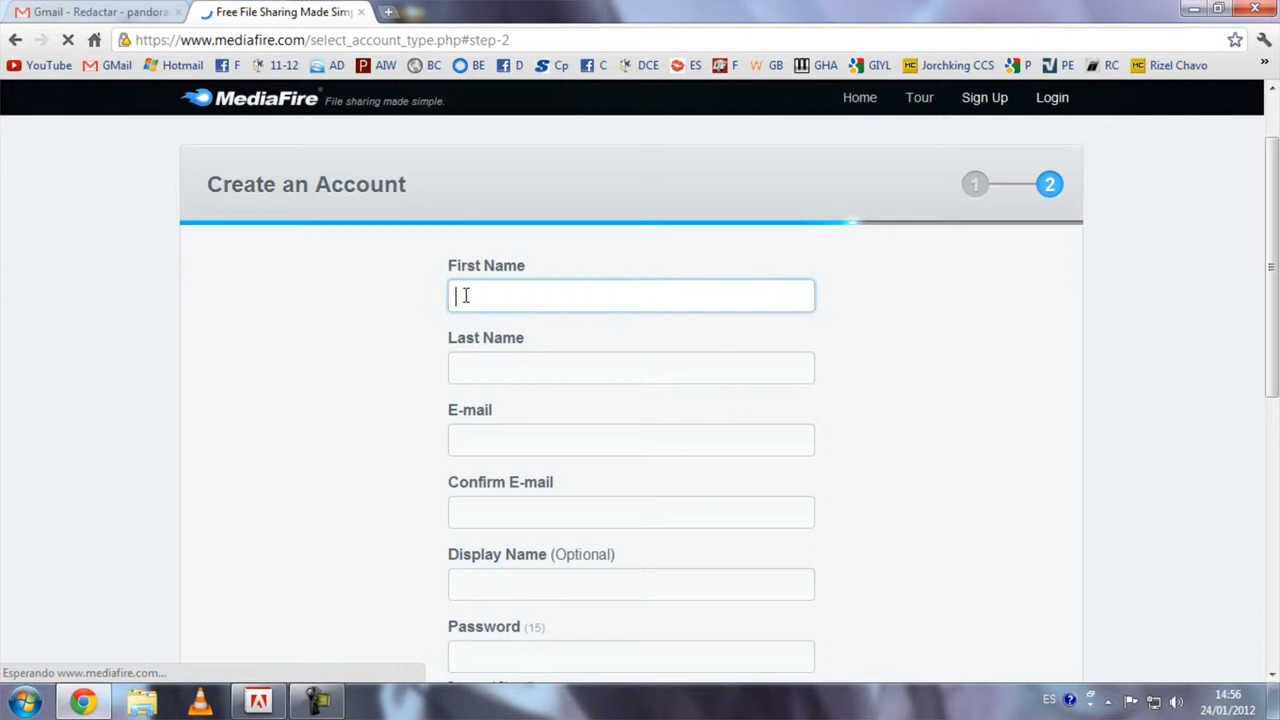 Gmail - Redactar - pandora
Free File Sharing Made Sim
https://www.mediafire.com/select_account_type.php#step-2
YouTube GMail Hotmail F 11-12 AD AIW BC BE D Cp C DCE ES F GB GHA GIYL Jorchking CCS P PE RC Rizel Chavo »
MediaFire File sharing made simple.
Home Tour Sign Up Login
Create an Account
1 2
First Name
Last Name
E-mail
Confirm E-mail
Display Name (Optional)
Password (15)
Esperando www.mediafire.com...
ES
14:56
24/01/2012